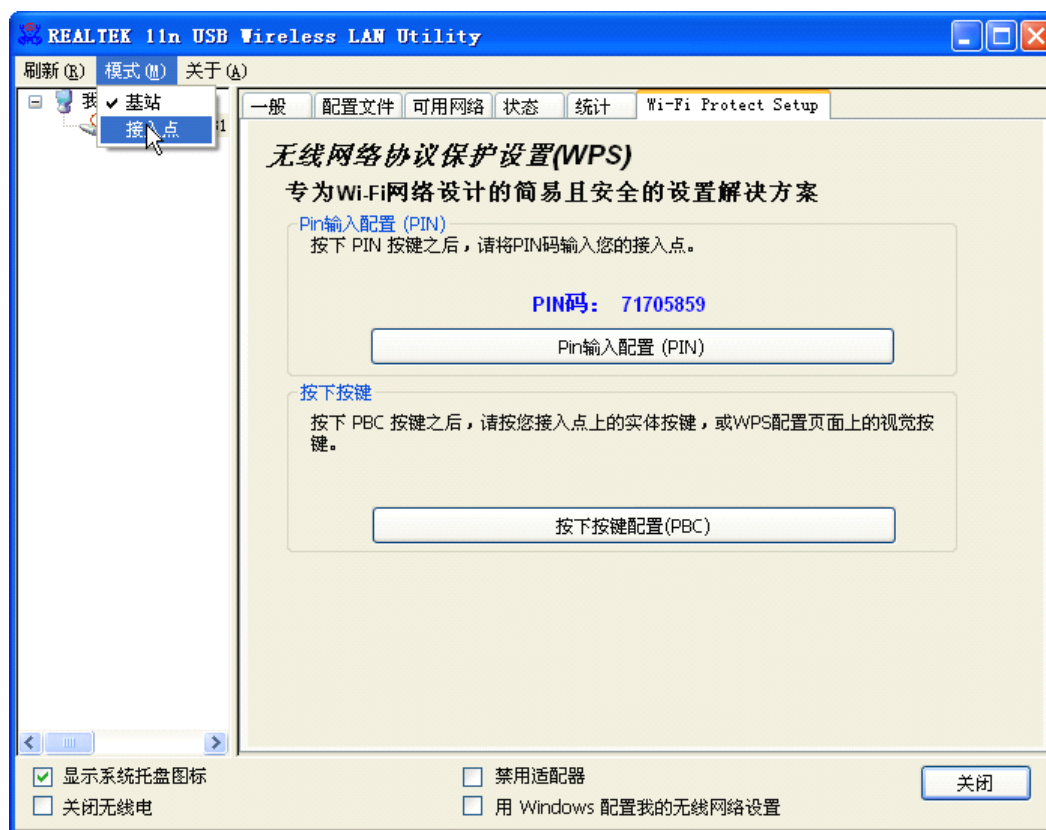 REALTEK 11n USB Wireless LAN Utility
刷新(R) 模式(M) 关于(A)
基站
接入点
我
一般 配置文件 可用网络 状态 统计 Wi-Fi Protect Setup
无线网络协议保护设置(WPS)
专为Wi-Fi网络设计的简易且安全的设置解决方案
Pin输入配置 (PIN)
按下 PIN 按键之后，请将PIN码输入您的接入点。
PIN码： 71705859
Pin输入配置 (PIN)
按下按键
按下 PBC 按键之后，请按您接入点上的实体按键，或WPS配置页面上的视觉按
键。
按下按键配置(PBC)
显示系统托盘图标
禁用适配器
关闭
关闭无线电
用 Windows 配置我的无线网络设置